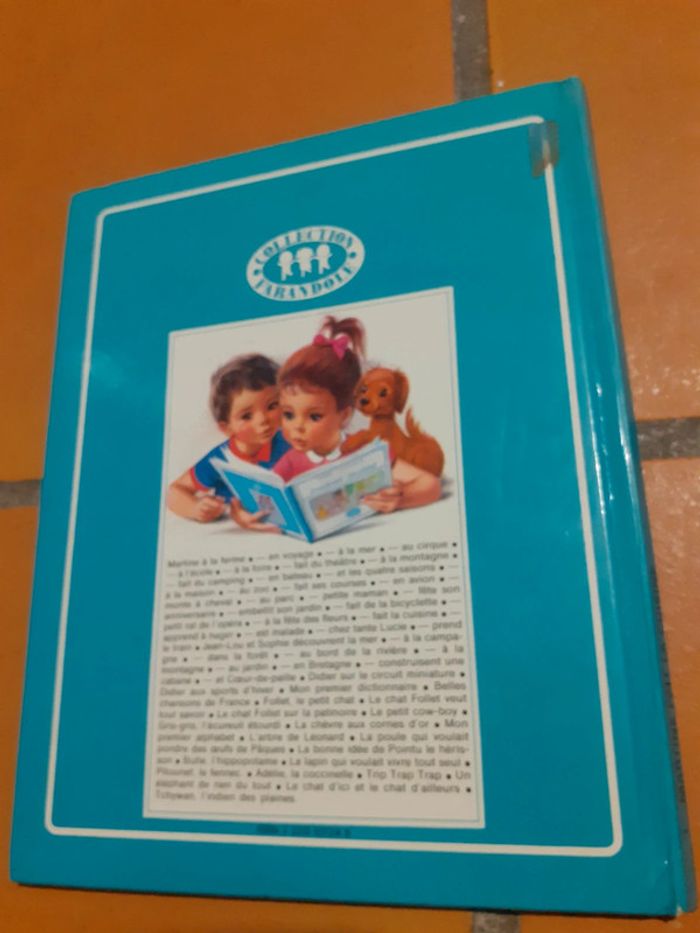 COLLECTION
FARANDOLE
Martine à la ferme • — en voyage • — à la mer • — au cirque •
— à l'école • — à la foire • — fait du théâtre • — à la montagne •
— fait du camping • — en bateau • — et les quatre saisons • —
à la maison • — au zoo • — fait ses courses • — en avion • —
monte à cheval • — au parc • — petite maman • — fête son
anniversaire • — embellit son jardin • — fait de la bicyclette • —
petit rat de l'opéra • — à la fête des fleurs • — fait la cuisine • —
apprend à nager • — est malade • — chez tante Lucie • — prend
le train • Jean-Lou et Sophie découvrent la mer • — à la campa-
gne • — dans la forêt • — au bord de la rivière • — à la
montagne • — au jardin • — en Bretagne • — construisent une
cabane • — et Cœur-de-paille • Didier sur le circuit miniature •
Didier aux sports d'hiver • Mon premier dictionnaire • Belles
chansons de France • Follet, le petit chat • Le chat Follet veut
tout savoir • Le chat Follet sur la patinoire • Le petit cow-boy •
Gris-gris, l'écureuil étourdi • La chèvre aux cornes d'or • Mon
premier alphabet • L'arbre de Léonard • La poule qui voulait
pondre des œufs de Pâques • La bonne idée de Pointu le héris-
son • Bulle, l'hippopotame • Le lapin qui voulait vivre tout seul •
le fennec • Adélie, la coccinelle • Trip Trap Trap • Un
éléphant de rien du tout • Le chat d'ici et le chat d'ailleurs •
l'indien des plaines.
ISBN